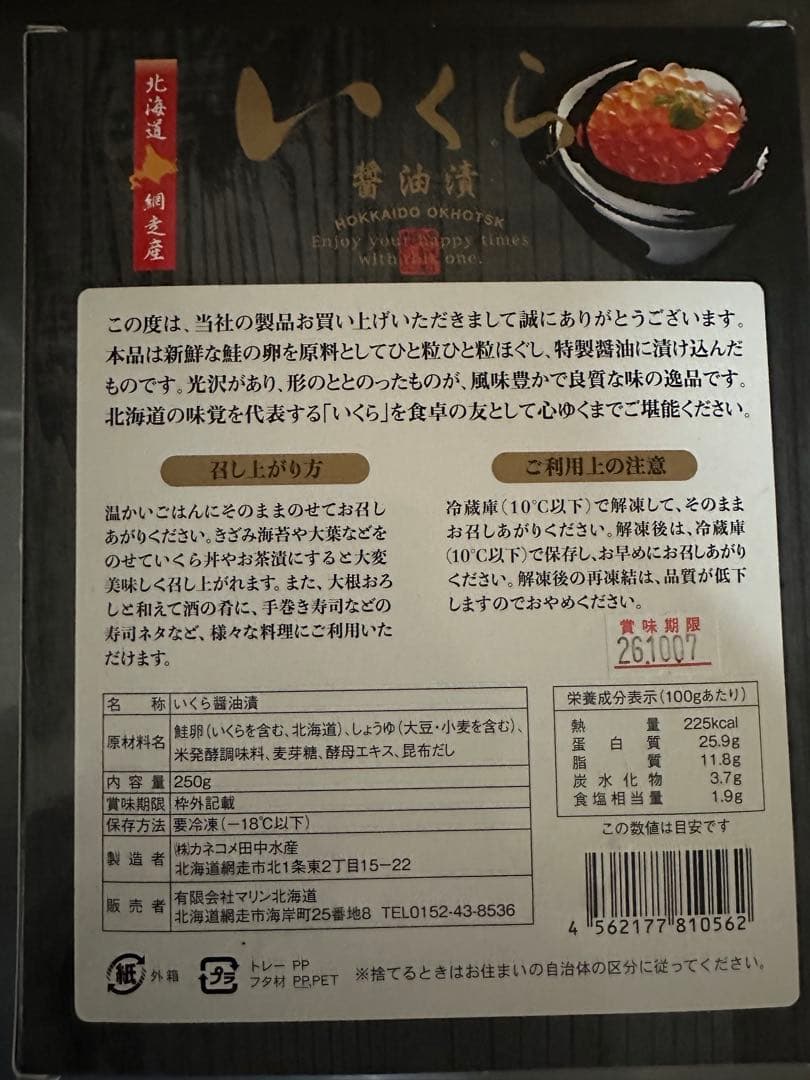 北海道 網走産
いくら
醤油漬
HOKKAIDO OKHOTSK
Enjoy your happy times
with this one.
この度は、当社の製品お買い上げいただきまして誠にありがとうございます。
本品は新鮮な鮭の卵を原料としてひと粒ひと粒ほぐし、特製醤油に漬け込んだ
ものです。光沢があり、形のととのったものが、風味豊かで良質な味の逸品です。
北海道の味覚を代表する「いくら」を食卓の友として心ゆくまでご堪能ください。
召し上がり方
温かいごはんにそのままのせてお召し
あがりください。きざみ海苔や大葉などを
のせていくら丼やお茶漬にすると大変
美味しく召し上がれます。また、大根おろ
しと和えて酒の肴に、手巻き寿司などの
寿司ネタなど、様々な料理にご利用いた
だけます。
ご利用上の注意
冷蔵庫(10℃以下)で解凍して、そのまま
お召しあがりください。解凍後は、冷蔵庫
(10℃以下)で保存し、お早めにお召しあがり
ください。解凍後の再凍結は、品質が低下
しますのでおやめください。
賞味期限
26.1007
名称 いくら醤油漬
原材料名 鮭卵(いくらを含む、北海道)、しょうゆ(大豆・小麦を含む)、
米発酵調味料、麦芽糖、酵母エキス、昆布だし
内容量 250g
賞味期限 枠外記載
保存方法 要冷凍(−18℃以下)
製造者 ㈱カネコメ田中水産
北海道網走市北1条東2丁目15−22
販売者 有限会社マリン北海道
北海道網走市海岸町25番地8 TEL0152-43-8536
栄養成分表示(100gあたり)
熱量 225kcal
蛋白質 25.9g
脂質 11.8g
炭水化物 3.7g
食塩相当量 1.9g
この数値は目安です
4 562177 810562
紙 外箱
プラ トレー PP
フタ材 PP,PET
※捨てるときはお住まいの自治体の区分に従ってください。